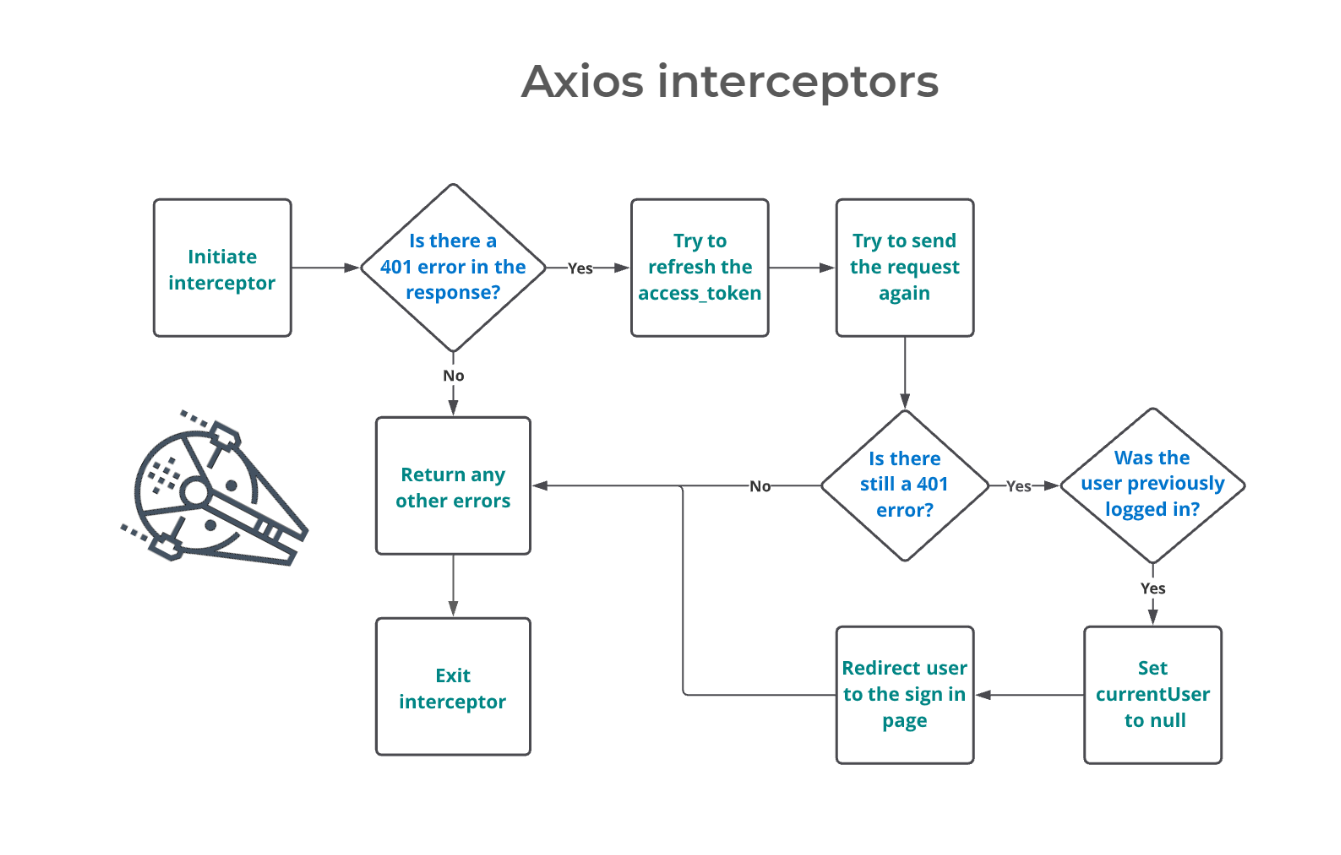 Axios interceptors
Initiate
interceptor
Is there a
401 error in the
response?
Yes
Try to
refresh the
access_token
Try to send
the request
again
No
Return any
other errors
No
Is there
still a 401
error?
Yes
Was the
user previously
logged in?
Yes
Exit
interceptor
Redirect user
to the sign in
page
Set
currentUser
to null